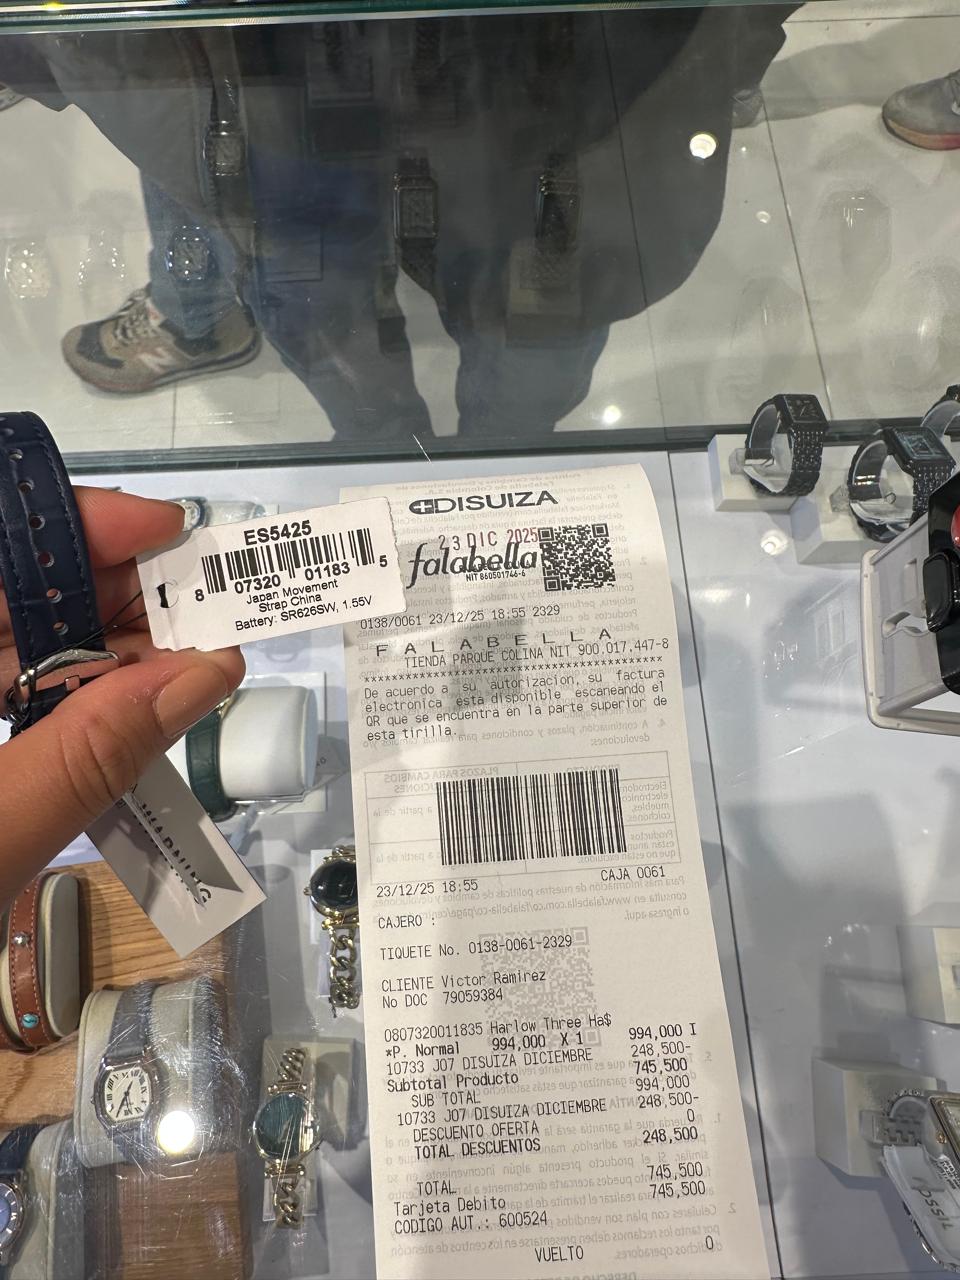 ES5425
8 07320 01183 5
Japan Movement
Strap China
Battery: SR626SW, 1.55V
WARNING
DISUIZA
23 DIC 2025
falabella
NIT 860501746-6
0138/0061 23/12/25 18:55 2329
FALABELLA
TIENDA PARQUE COLINA NIT 900.017,447-8
****************************************
De acuerdo a su autorizacion, su factura
electronica esta disponible escaneando el
QR que se encuentra en la parte superior de
esta tirilla.
23/12/25 18:55 CAJA 0061
CAJERO :
TIQUETE No. 0138-0061-2329
CLIENTE Victor Ramirez
No DOC 79059384
0807320011835 Harlow Three Ha$
*P. Normal 994,000 X 1 994,000 I
10733 J07 DISUIZA DICIEMBRE 248,500-
Subtotal Producto 745,500
SUB TOTAL 994,000
10733 J07 DISUIZA DICIEMBRE 248,500-
DESCUENTO OFERTA 0
TOTAL DESCUENTOS 248,500
TOTAL 745,500
Tarjeta Debito 745,500
CODIGO AUT.: 600524
VUELTO 0
FOSSIL